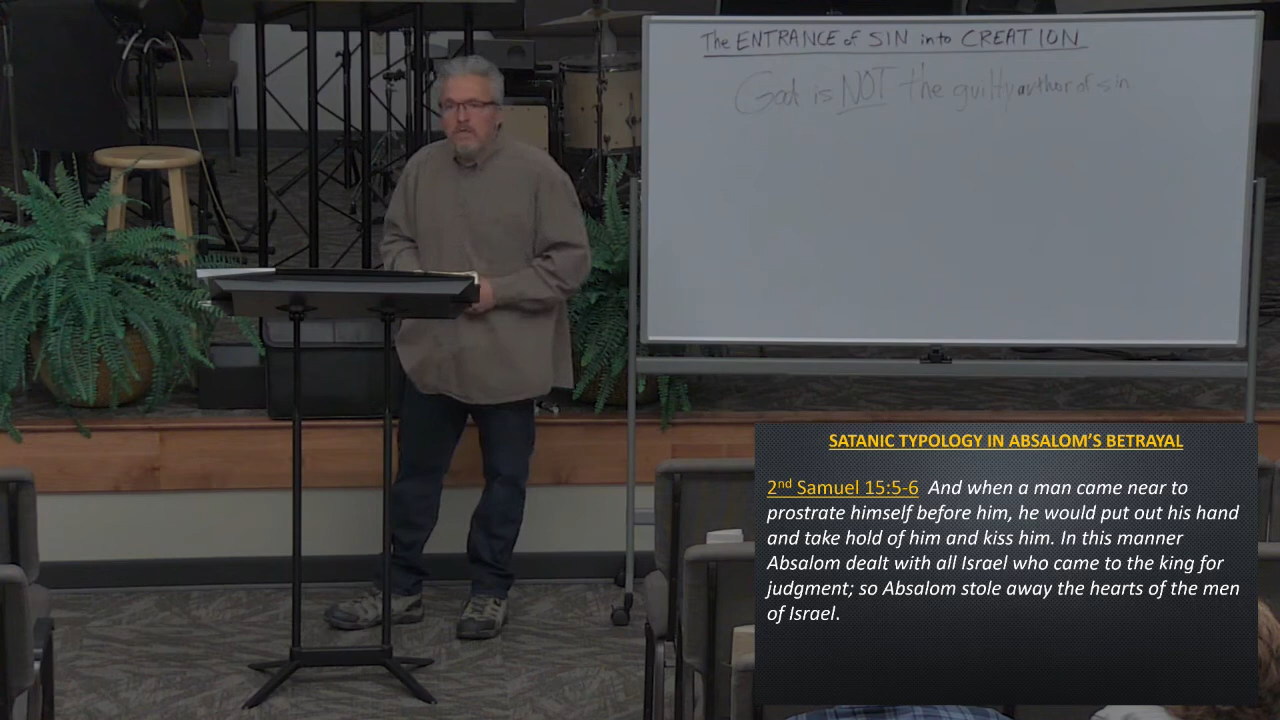 The ENTRANCE of SIN into CREATION
God is NOT the guilty author of sin
SATANIC TYPOLOGY IN ABSALOM'S BETRAYAL
2nd Samuel 15:5-6 And when a man came near to
prostrate himself before him, he would put out his hand
and take hold of him and kiss him. In this manner
Absalom dealt with all Israel who came to the king for
judgment; so Absalom stole away the hearts of the men
of Israel.